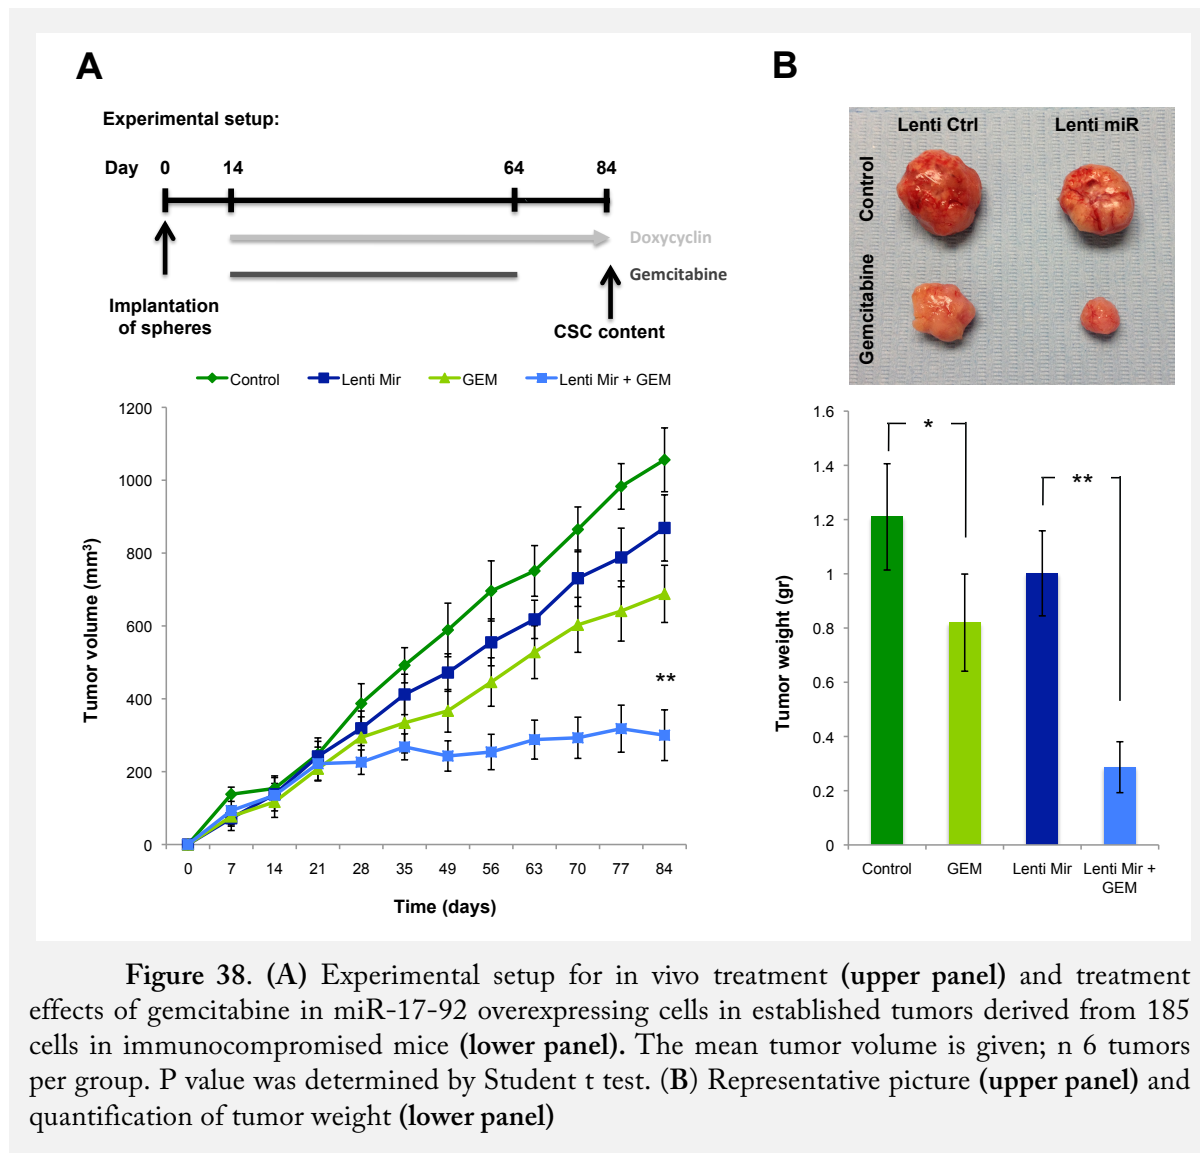 A
Experimental setup:
Day 0 14 64 84
Doxycyclin
Gemcitabine
Implantation
of spheres
CSC content
Control Lenti Mir GEM Lenti Mir + GEM
1200
1000
800
600
400
200
0
Tumor volume (mm³)
**
0 7 14 21 28 35 49 56 63 70 77 84
Time (days)
B
Lenti Ctrl Lenti miR
Control
Gemcitabine
1.6
1.4
1.2
1
0.8
0.6
0.4
0.2
0
Tumor weight (gr)
*
**
Control GEM Lenti Mir Lenti Mir +
GEM
Figure 38. (A) Experimental setup for in vivo treatment (upper panel) and treatment
effects of gemcitabine in miR-17-92 overexpressing cells in established tumors derived from 185
cells in immunocompromised mice (lower panel). The mean tumor volume is given; n 6 tumors
per group. P value was determined by Student t test. (B) Representative picture (upper panel) and
quantification of tumor weight (lower panel)